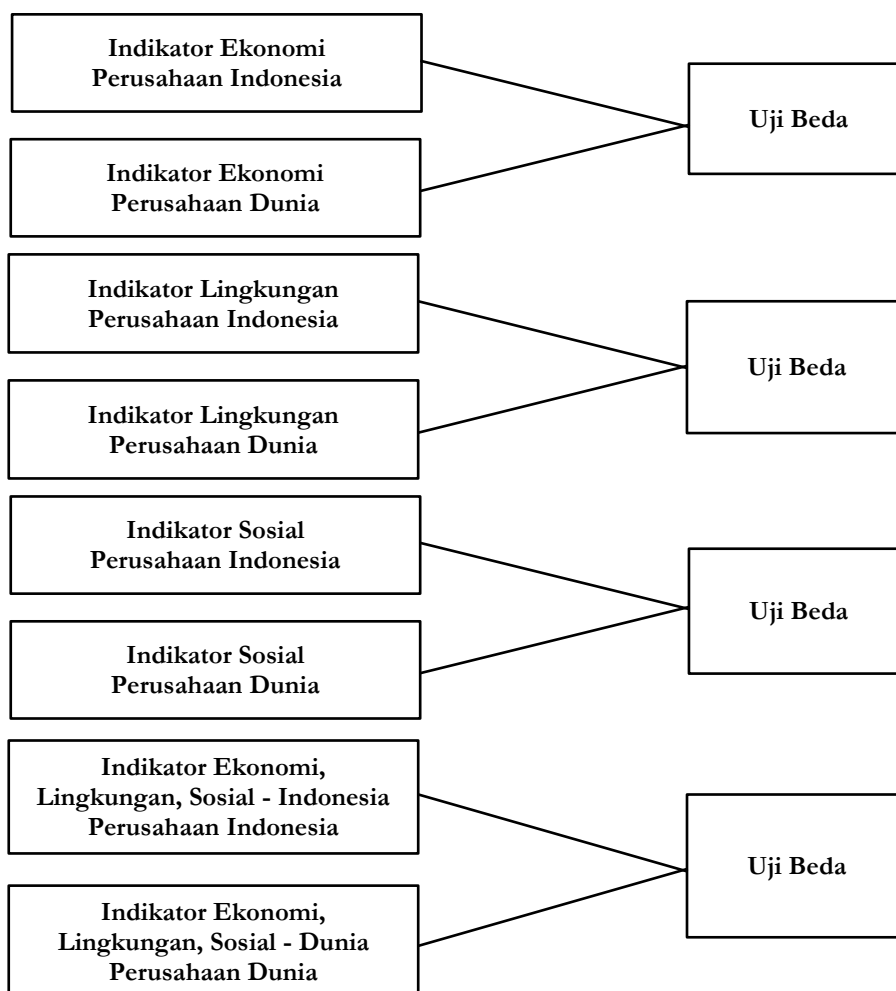 Indikator Ekonomi
Perusahaan Indonesia
Uji Beda
Indikator Ekonomi
Perusahaan Dunia
Indikator Lingkungan
Perusahaan Indonesia
Uji Beda
Indikator Lingkungan
Perusahaan Dunia
Indikator Sosial
Perusahaan Indonesia
Uji Beda
Indikator Sosial
Perusahaan Dunia
Indikator Ekonomi,
Lingkungan, Sosial - Indonesia
Perusahaan Indonesia
Uji Beda
Indikator Ekonomi,
Lingkungan, Sosial - Dunia
Perusahaan Dunia